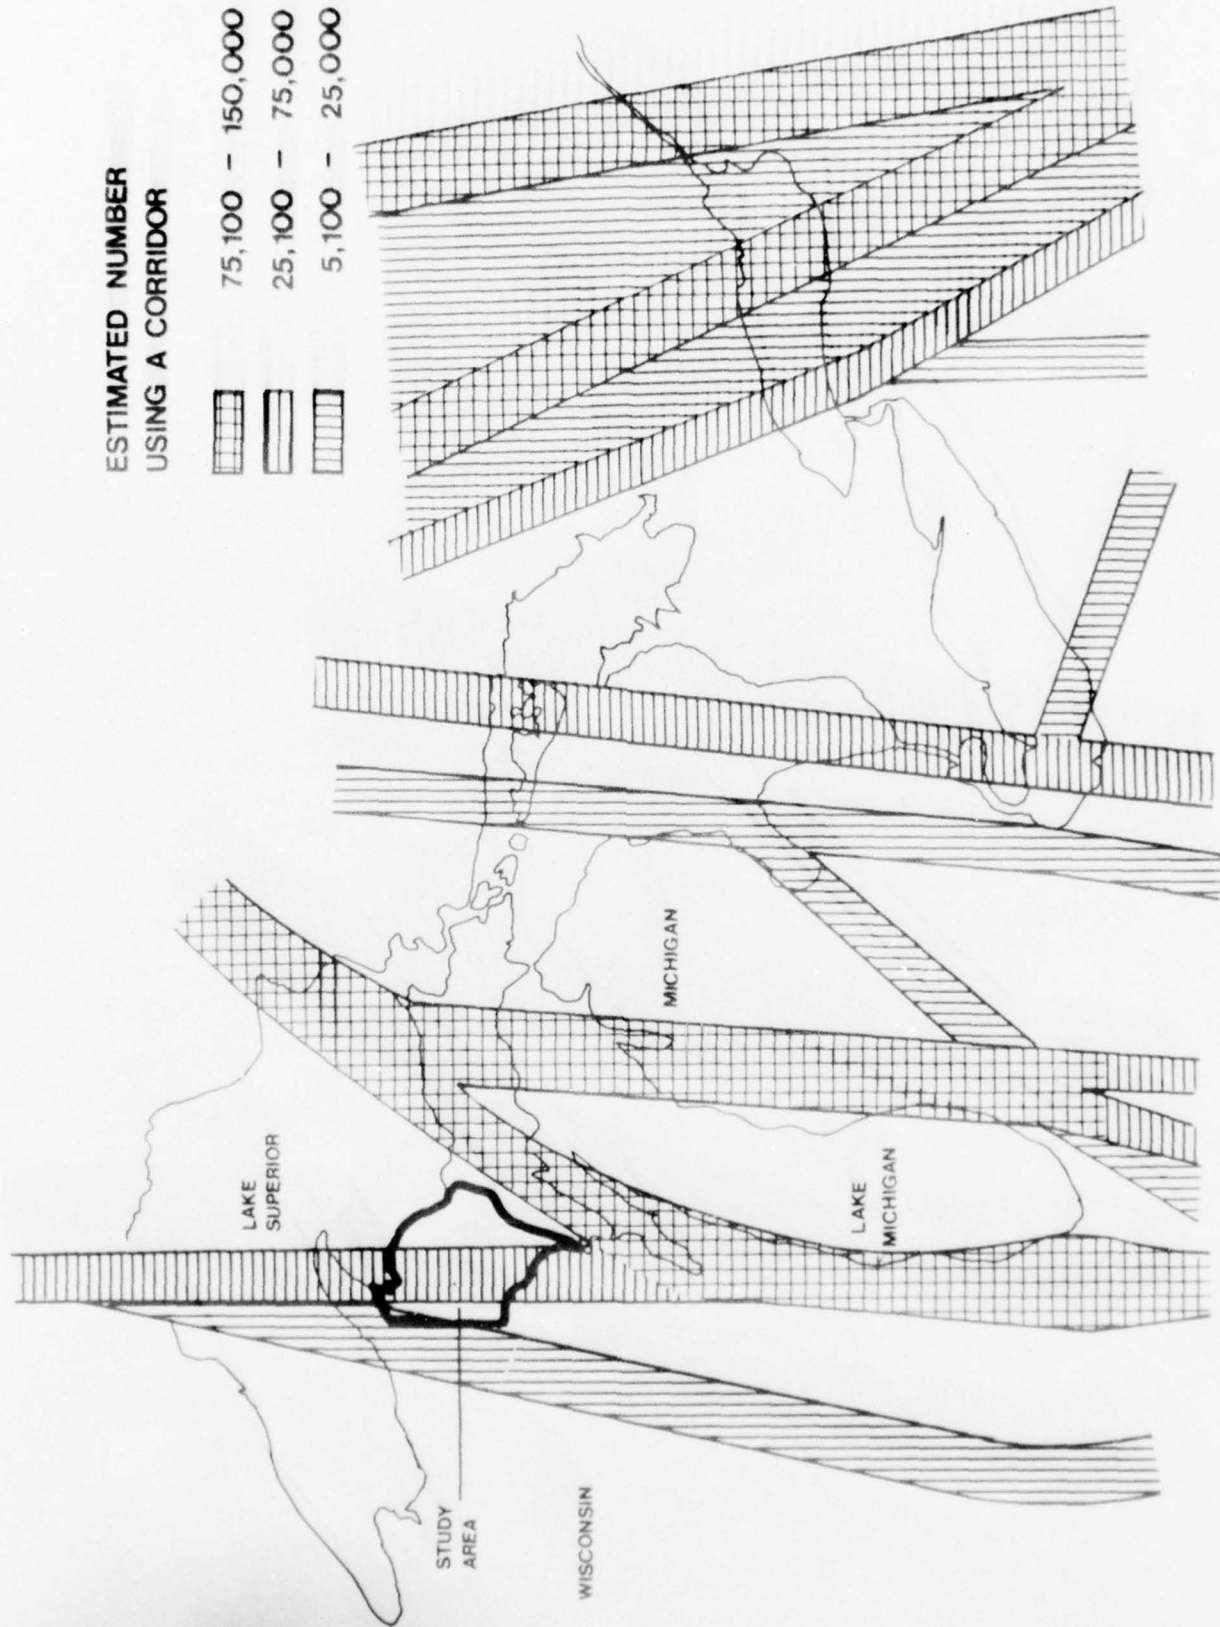 ESTIMATED NUMBER
USING A CORRIDOR
75,100 - 150,000
25,100 - 75,000
5,100 - 25,000
LAKE
SUPERIOR
MICHIGAN
LAKE
MICHIGAN
STUDY
AREA
WISCONSIN